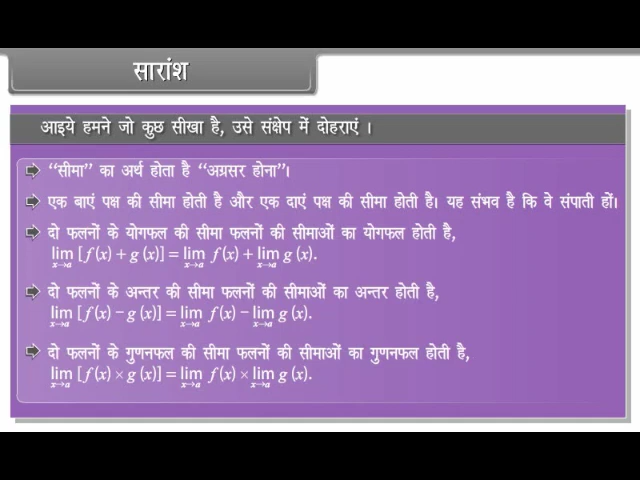 सारांश
आइये हमने जो कुछ सीखा है, उसे संक्षेप में दोहराएं ।
“सीमा” का अर्थ होता है “अग्रसर होना”।
एक बाएं पक्ष की सीमा होती है और एक दाएं पक्ष की सीमा होती है। यह संभव है कि वे संपाती हों।
दो फलनों के योगफल की सीमा फलनों की सीमाओं का योगफल होती है,
lim [f(x) + g(x)] = lim f(x) + lim g(x).
x→a x→a x→a
दो फलनों के अन्तर की सीमा फलनों की सीमाओं का अन्तर होती है,
lim [f(x) − g(x)] = lim f(x) − lim g(x).
x→a x→a x→a
दो फलनों के गुणनफल की सीमा फलनों की सीमाओं का गुणनफल होती है,
lim [f(x) × g(x)] = lim f(x) × lim g(x).
x→a x→a x→a